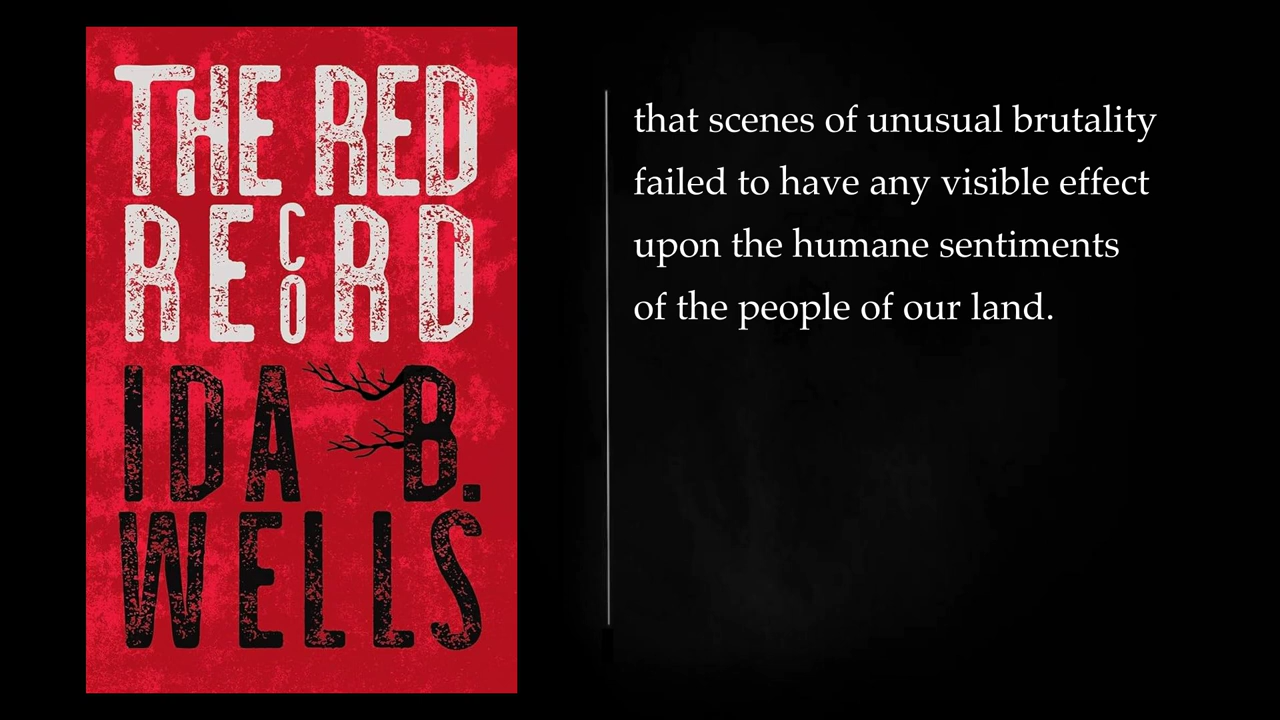 THE RED
RECORD
IDA B.
WELLS
that scenes of unusual brutality
failed to have any visible effect
upon the humane sentiments
of the people of our land.